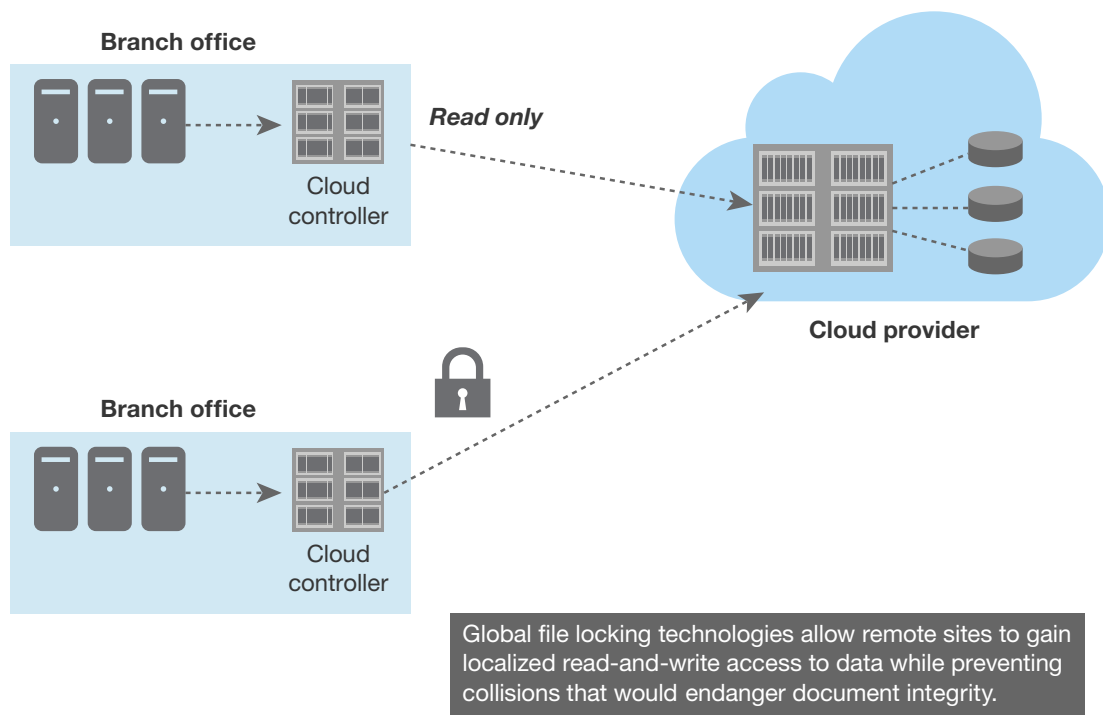 Branch office
Read only
Cloud
controller
Cloud provider
Branch office
Cloud
controller
Global file locking technologies allow remote sites to gain
localized read-and-write access to data while preventing
collisions that would endanger document integrity.